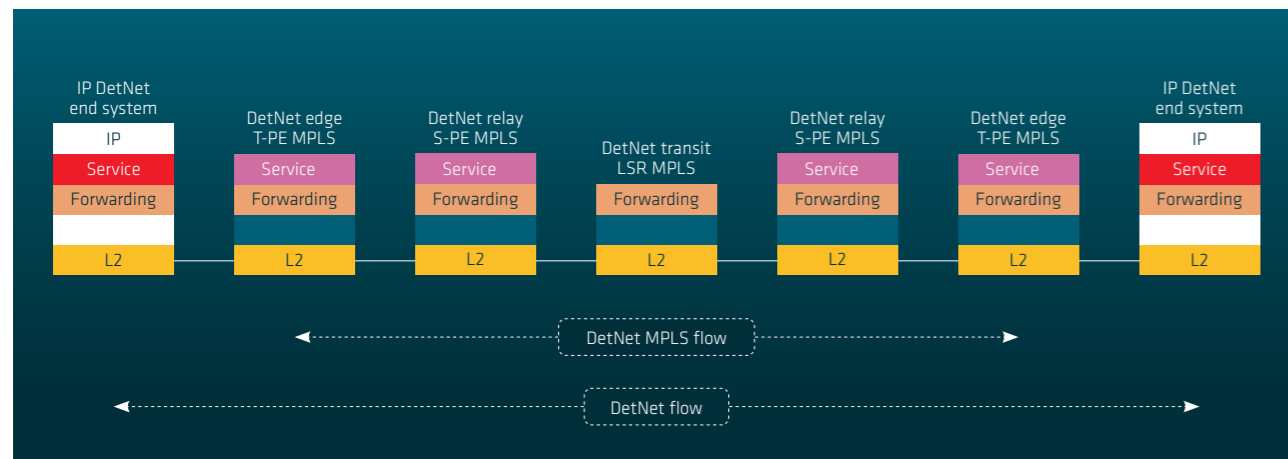 IP DetNet
end system
IP
Service
Forwarding
L2
DetNet edge
T-PE MPLS
Service
Forwarding
L2
DetNet relay
S-PE MPLS
Service
Forwarding
L2
DetNet transit
LSR MPLS
Forwarding
L2
DetNet relay
S-PE MPLS
Service
Forwarding
L2
DetNet edge
T-PE MPLS
Service
Forwarding
L2
IP DetNet
end system
IP
Service
Forwarding
L2
DetNet MPLS flow
DetNet flow